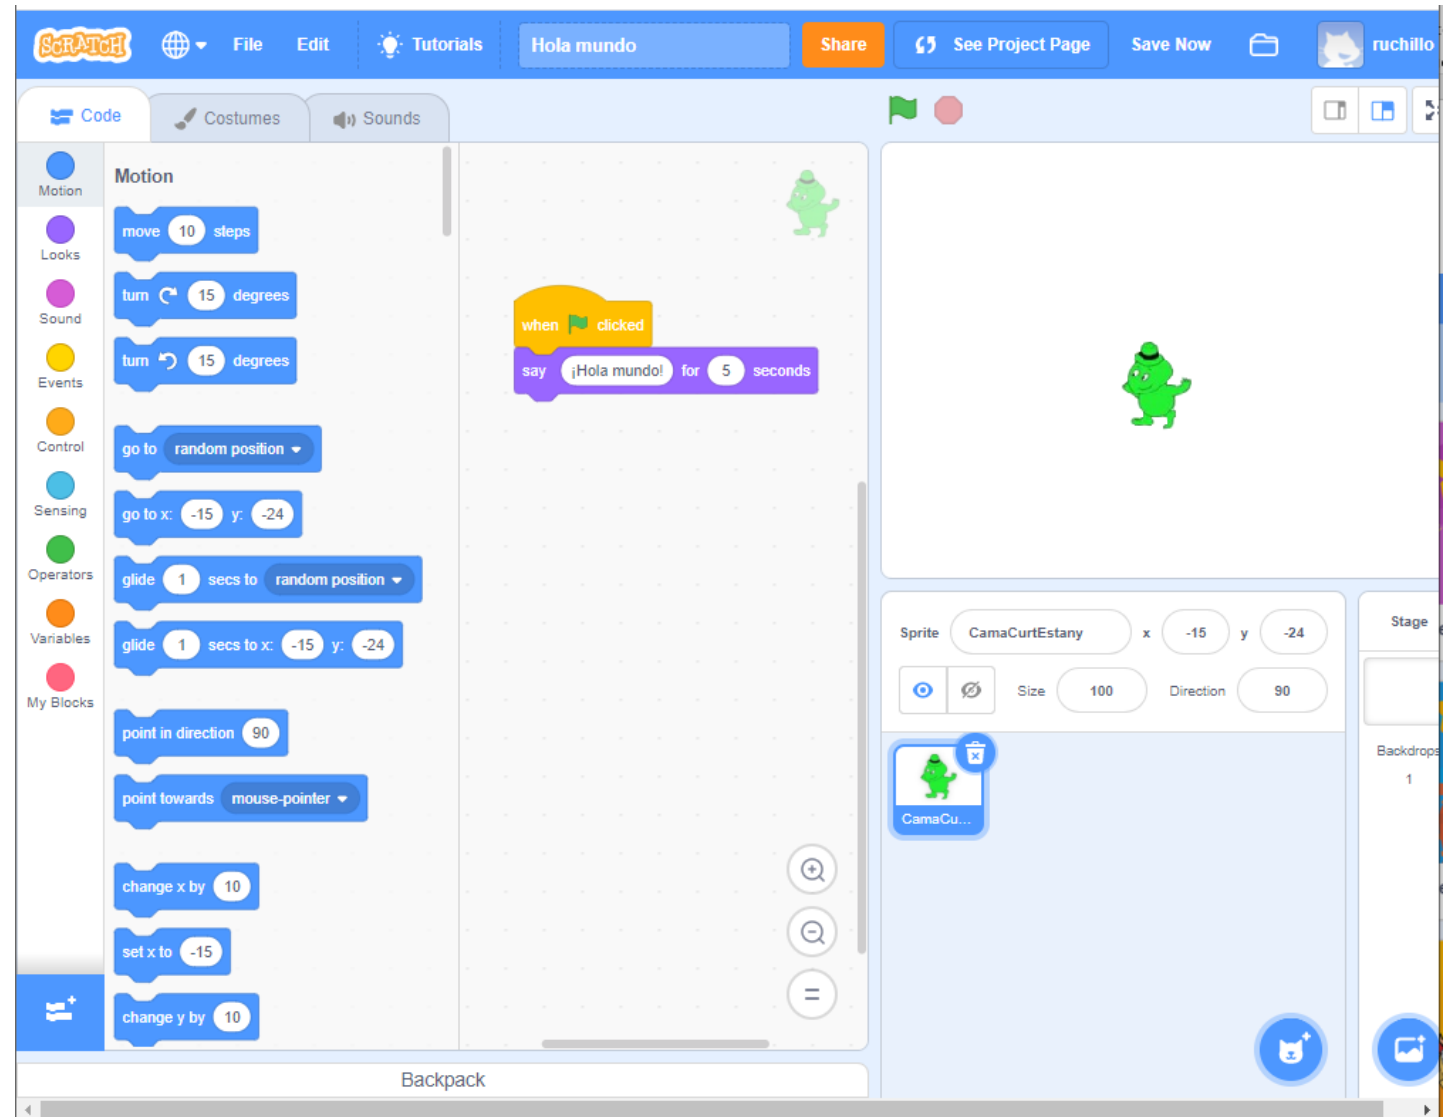 SCRATCH File Edit Tutorials Hola mundo Share See Project Page Save Now ruchillo
Code Costumes Sounds
Motion
Looks
Sound
Events
Control
Sensing
Operators
Variables
My Blocks
Motion
move 10 steps
turn 15 degrees
turn 15 degrees
go to random position
go to x: -15 y: -24
glide 1 secs to random position
glide 1 secs to x: -15 y: -24
point in direction 90
point towards mouse-pointer
change x by 10
set x to -15
change y by 10
when clicked
say ¡Hola mundo! for 5 seconds
Sprite CamaCurtEstany x -15 y -24
Size 100 Direction 90
CamaCu...
Stage
Backdrops
1
Backpack